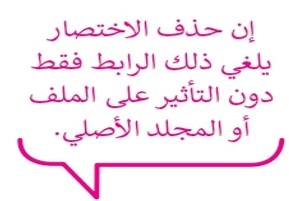 إن حذف الاختصار
يلغي ذلك الرابط فقط
دون التأثير على الملف
أو المجلد الأصلي.